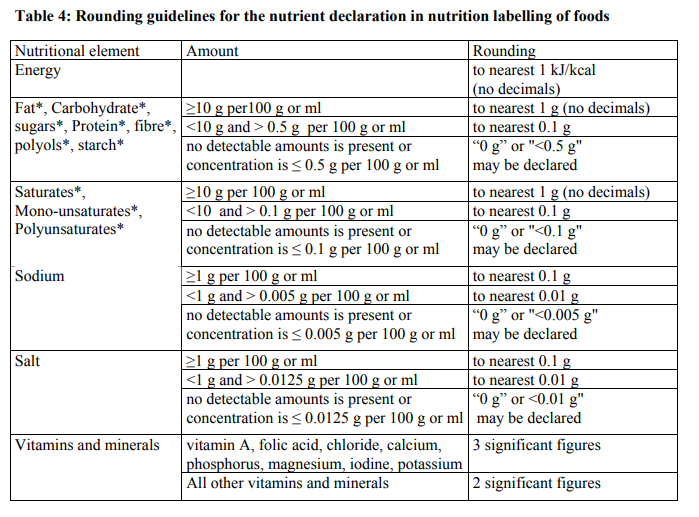 Table 4: Rounding guidelines for the nutrient declaration in nutrition labelling of foods
Nutritional element Amount Rounding
Energy to nearest 1 kJ/kcal
(no decimals)
Fat*, Carbohydrate*, ≥10 g per100 g or ml to nearest 1 g (no decimals)
sugars*, Protein*, fibre*, <10 g and > 0.5 g per 100 g or ml to nearest 0.1 g
polyols*, starch* no detectable amounts is present or “0 g” or "<0.5 g"
concentration is ≤ 0.5 g per 100 g or ml may be declared
Saturates*, ≥10 g per 100 g or ml to nearest 1 g (no decimals)
Mono-unsaturates*, <10 and > 0.1 g per 100 g or ml to nearest 0.1 g
Polyunsaturates* no detectable amounts is present or “0 g” or "<0.1 g"
concentration is ≤ 0.1 g per 100 g or ml may be declared
Sodium ≥1 g per 100 g or ml to nearest 0.1 g
<1 g and > 0.005 g per 100 g or ml to nearest 0.01 g
no detectable amounts is present or “0 g” or "<0.005 g"
concentration is ≤ 0.005 g per 100 g or ml may be declared
Salt ≥1 g per 100 g or ml to nearest 0.1 g
<1 g and > 0.0125 g per 100 g or ml to nearest 0.01 g
no detectable amounts is present or “0 g” or <0.01 g"
concentration is ≤ 0.0125 g per 100 g or ml may be declared
Vitamins and minerals vitamin A, folic acid, chloride, calcium, 3 significant figures
phosphorus, magnesium, iodine, potassium
All other vitamins and minerals 2 significant figures